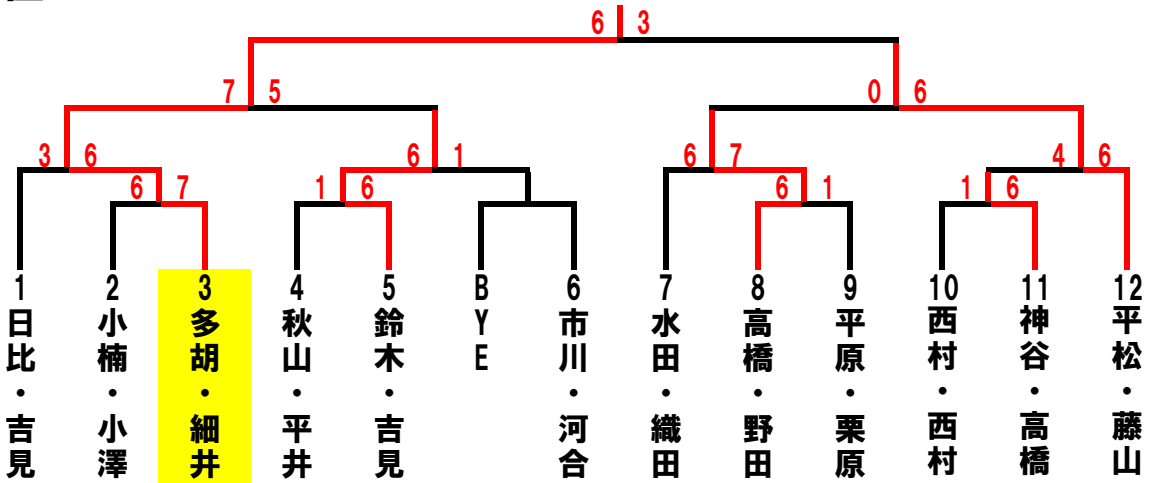 6 3
7 5
0 6
3 6
6 1
6 7
4 6
6 7
1 6
6 1
1 6
1 日比・吉見
2 小楠・小澤
3 多胡・細井
4 秋山・平井
5 鈴木・吉見
BYE
6 市川・河合
7 水田・織田
8 高橋・野田
9 平原・栗原
10 西村・西村
11 神谷・高橋
12 平松・藤山